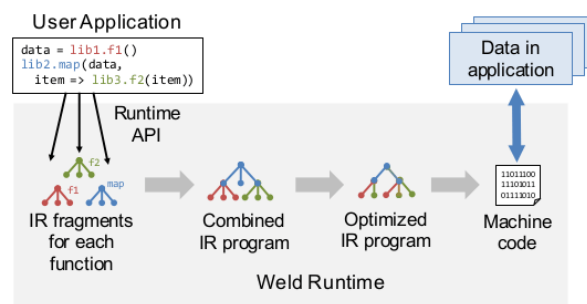 User Application
data = lib1.f1()
lib2.map(data,
item => lib3.f2(item))
Runtime
API
Data in
application
f2
f1
map
IR fragments
for each
function
Combined
IR program
Optimized
IR program
11011100
11101011
01111010
Machine
code
Weld Runtime